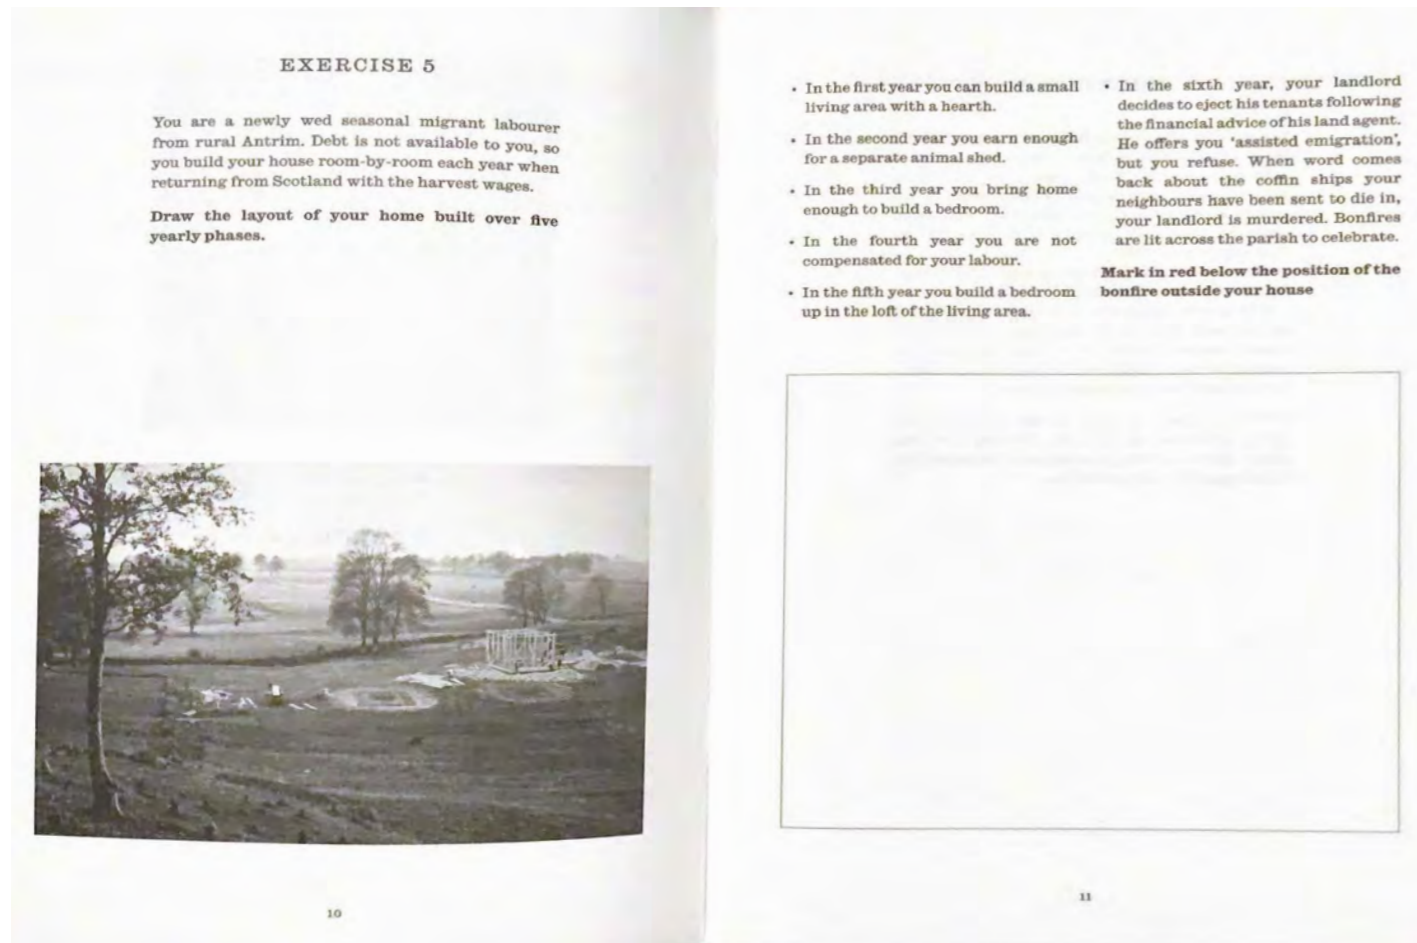 EXERCISE 5
You are a newly wed seasonal migrant labourer
from rural Antrim. Debt is not available to you, so
you build your house room-by-room each year when
returning from Scotland with the harvest wages.
Draw the layout of your home built over five
yearly phases.
10
• In the first year you can build a small
living area with a hearth.
• In the second year you earn enough
for a separate animal shed.
• In the third year you bring home
enough to build a bedroom.
• In the fourth year you are not
compensated for your labour.
• In the fifth year you build a bedroom
up in the loft of the living area.
• In the sixth year, your landlord
decides to eject his tenants following
the financial advice of his land agent.
He offers you ‘assisted emigration’,
but you refuse. When word comes
back about the coffin ships your
neighbours have been sent to die in,
your landlord is murdered. Bonfires
are lit across the parish to celebrate.
Mark in red below the position of the
bonfire outside your house
11